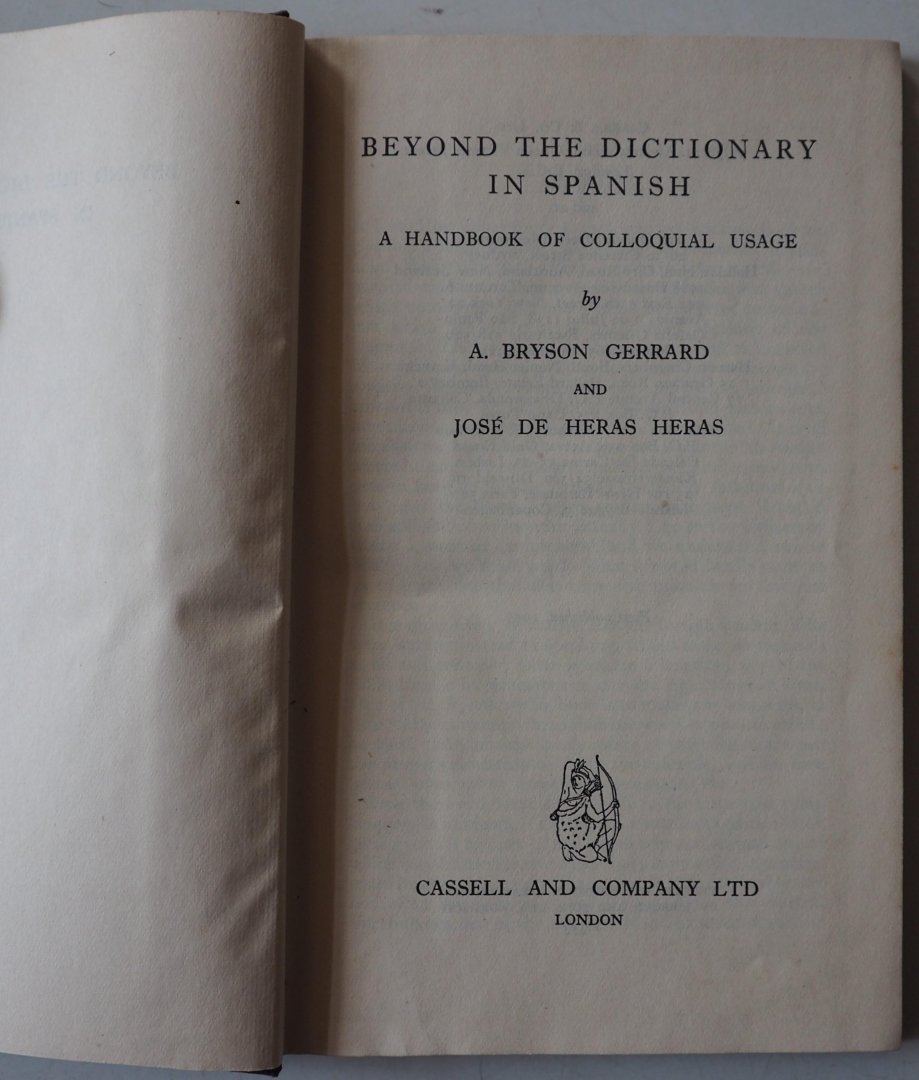 BEYOND THE DICTIONARY
IN SPANISH
A HANDBOOK OF COLLOQUIAL USAGE
by
A. BRYSON GERRARD
AND
JOSÉ DE HERAS HERAS
CASSELL AND COMPANY LTD
LONDON